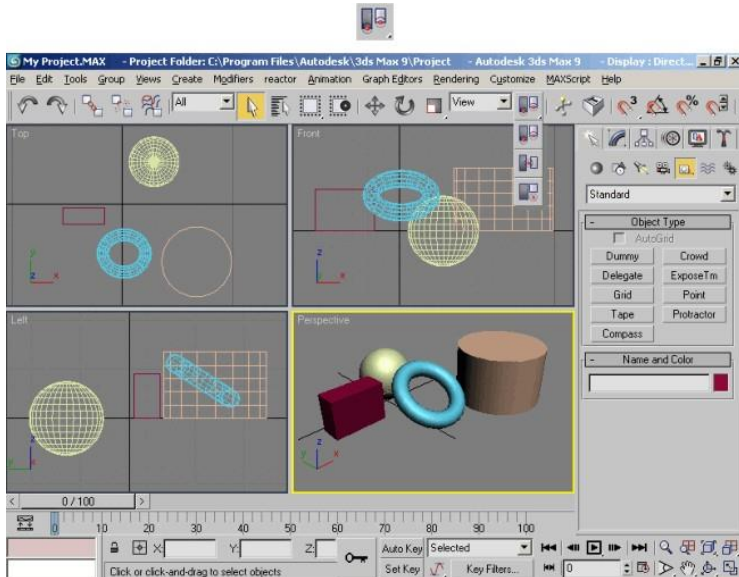 My Project.MAX - Project Folder: C:\Program Files\Autodesk\3ds Max 9\Project - Autodesk 3ds Max 9 - Display : Direct...
File Edit Tools Group Views Create Modifiers reactor Animation Graph Editors Rendering Customize MAXScript Help
All View 3 %
Top Front
y z x z y x
Standard
- Object Type
AutoGrid
Dummy Crowd
Delegate ExposeTm
Grid Point
Tape Protractor
Compass
Left Perspective
- Name and Color
z y x z y x
< 0 / 100 >
0 10 20 30 40 50 60 70 80 90 100
X: Y: Z: Auto Key Selected
Click or click-and-drag to select objects Set Key Key Filters... 0